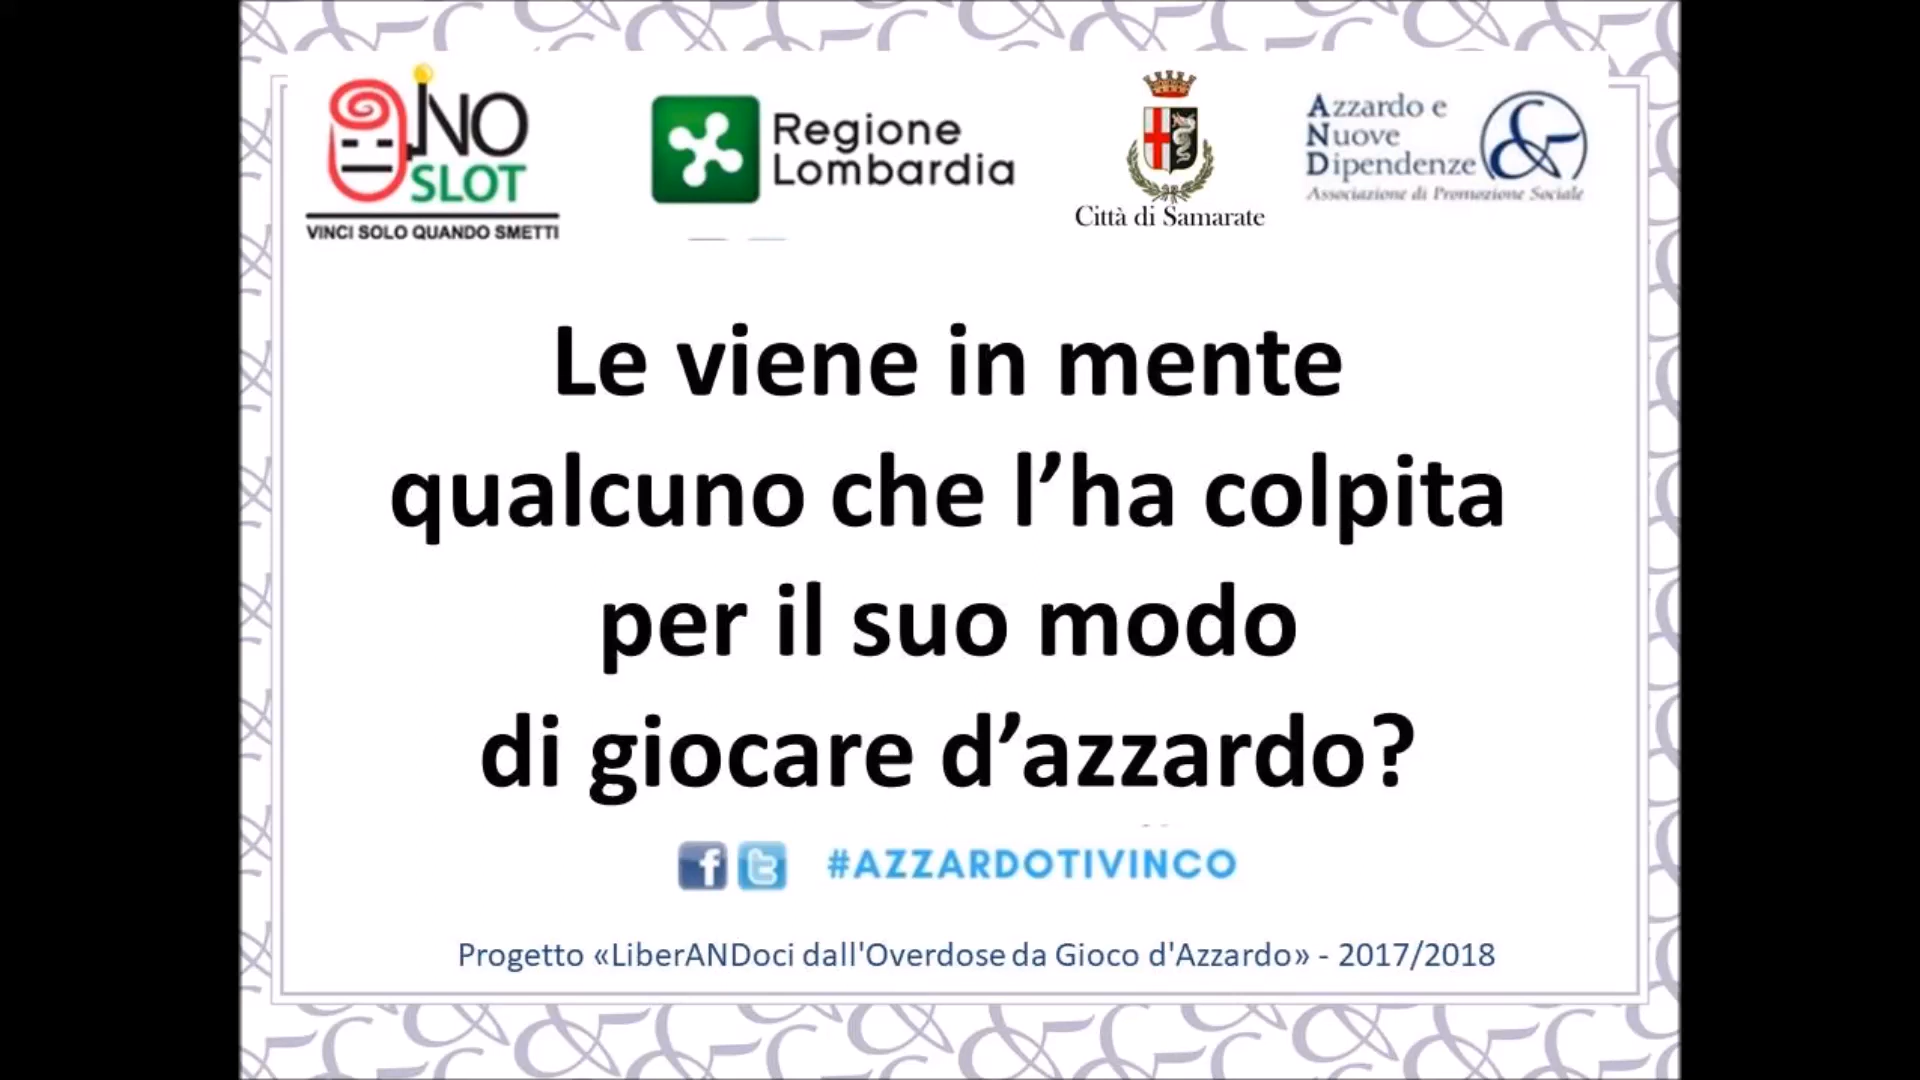 NO
SLOT
VINCI SOLO QUANDO SMETTI
Regione
Lombardia
Città di Samarate
Azzardo e
Nuove
Dipendenze
Associazione di Promozione Sociale
Le viene in mente
qualcuno che l’ha colpita
per il suo modo
di giocare d’azzardo?
#AZZARDOTIVINCO
Progetto «LiberANDoci dall'Overdose da Gioco d'Azzardo» - 2017/2018